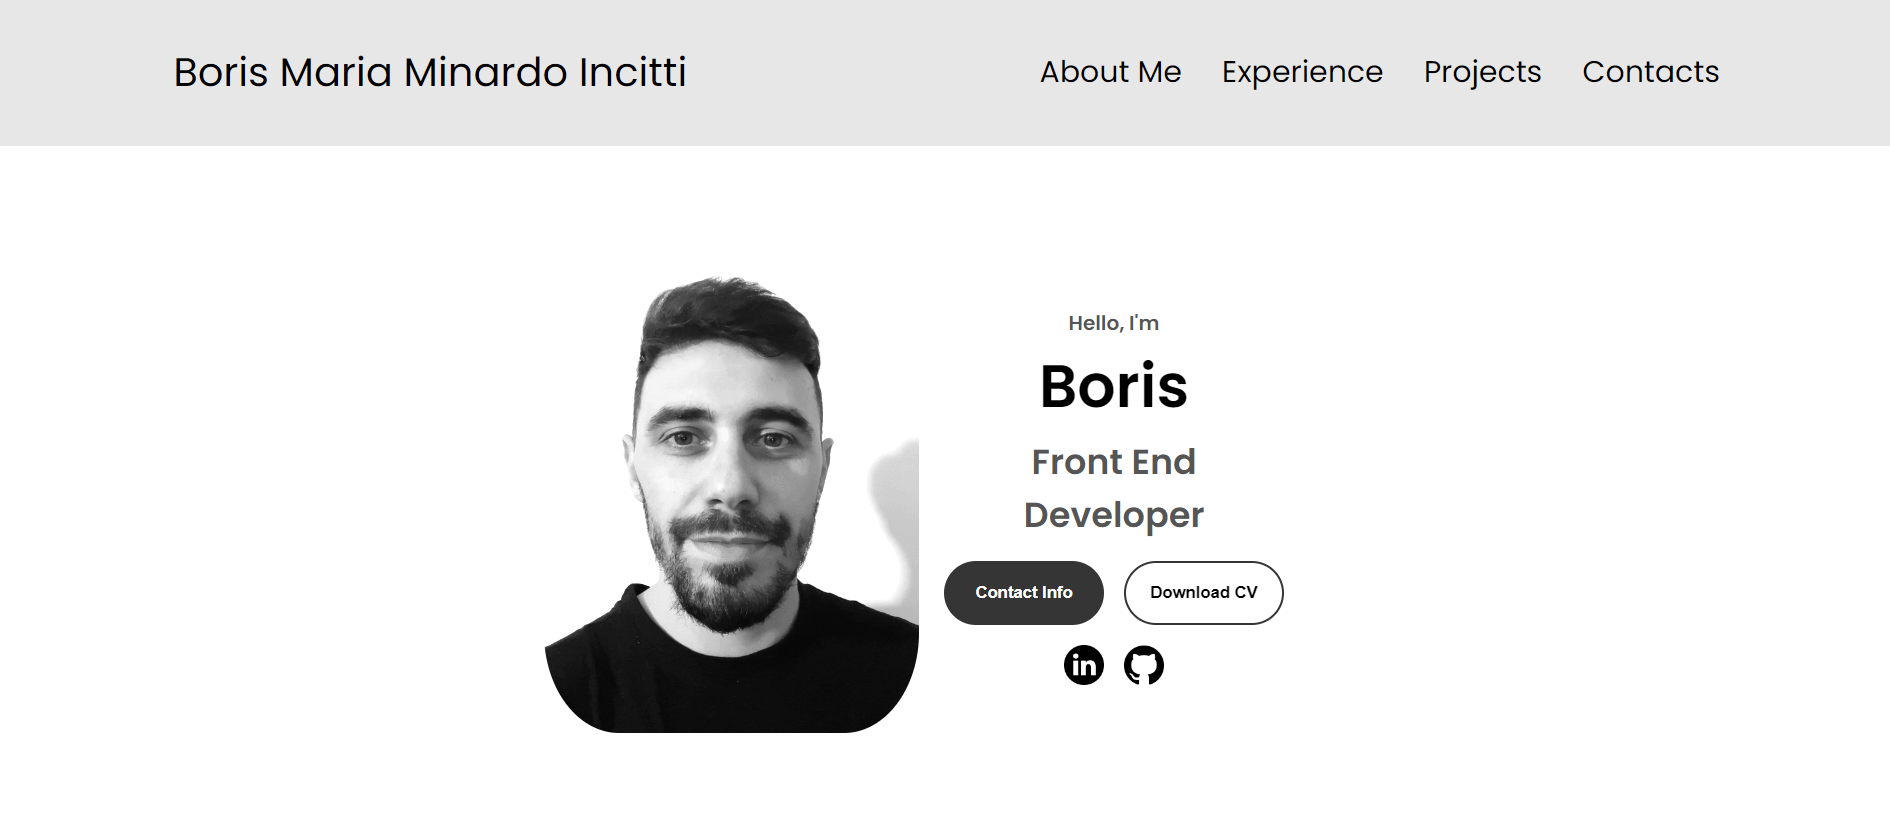 Boris Maria Minardo Incitti
About Me
Experience
Projects
Contacts
Hello, I'm
Boris
Front End
Developer
Contact Info
Download CV
in